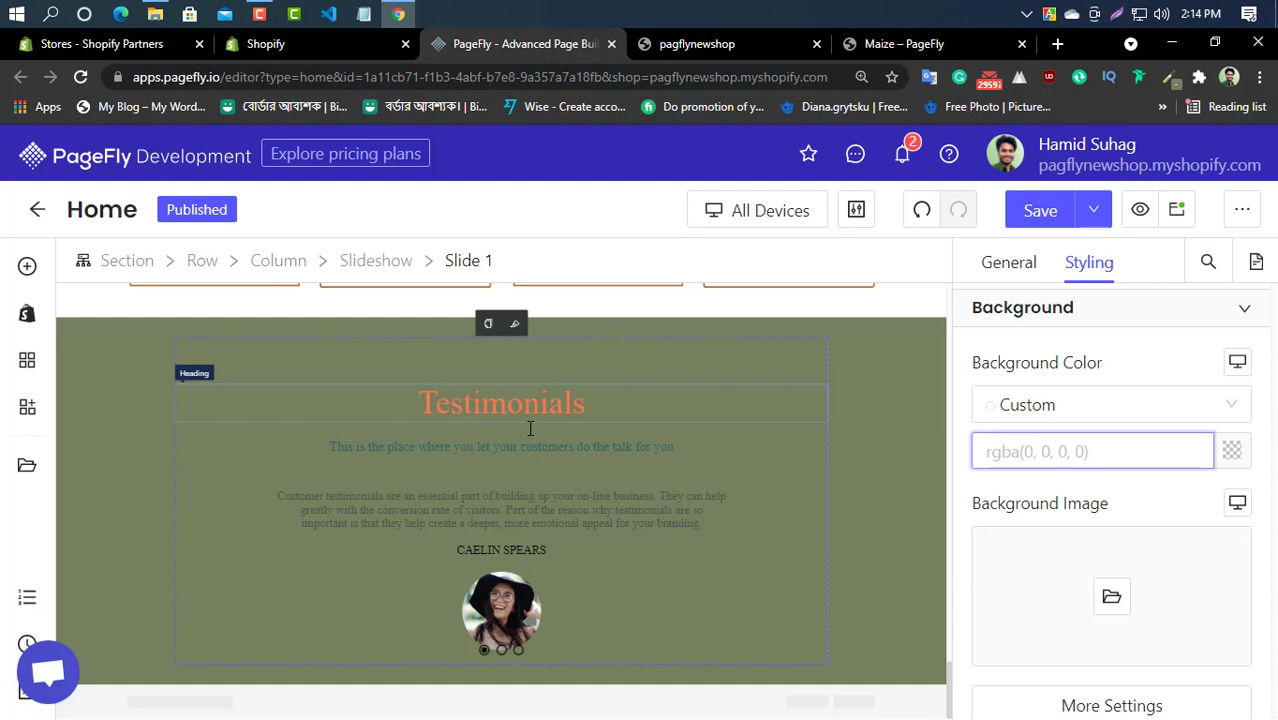 2:14 PM
Stores - Shopify Partners
Shopify
PageFly - Advanced Page Buil
pagflynewshop
Maize – PageFly
apps.pagefly.io/editor?type=home&id=1a11cb71-f1b3-4abf-b7e8-9a357a7a18fb&shop=pagflynewshop.myshopify.com
29597
IQ
Apps
My Blog – My Word...
বোর্ডার আবশ্যক। | Bi...
বর্ডার আবশ্যক। | Bi...
Wise - Create acco...
Do promotion of y...
Diana.grytsku | Free...
Free Photo | Picture...
»
Reading list
PageFly Development
Explore pricing plans
2
Hamid Suhag
pagflynewshop.myshopify.com
Home
Published
All Devices
Save
Section > Row > Column > Slideshow > Slide 1
General
Styling
Background
Background Color
Custom
rgba(0, 0, 0, 0)
Background Image
More Settings
Heading
Testimonials
This is the place where you let your customers do the talk for you
Customer testimonials are an essential part of building up your on-line business. They can help
greatly with the conversion rate of visitors. Part of the reason why testimonials are so
important is that they help create a deeper, more emotional appeal for your branding.
CAELIN SPEARS